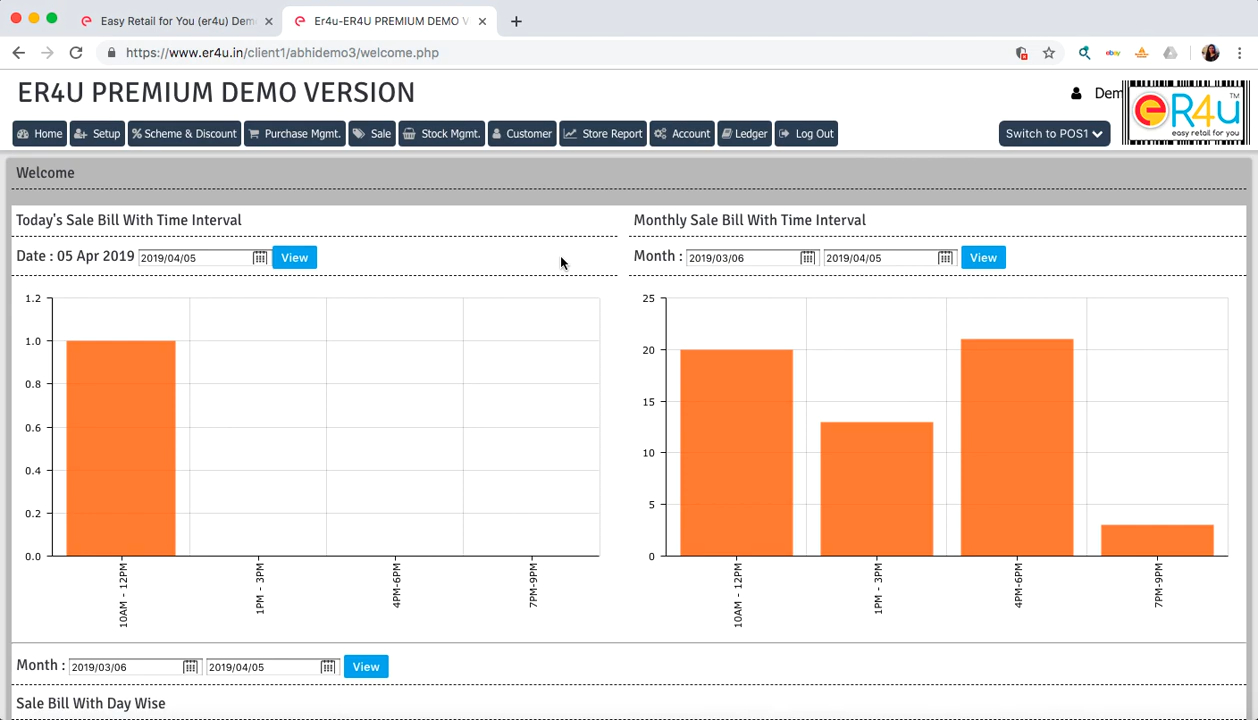 Easy Retail for You (er4u) Dem
Er4u-ER4U PREMIUM DEMO V
https://www.er4u.in/client1/abhidemo3/welcome.php
ebay
ER4U PREMIUM DEMO VERSION
Dem
eR4u TM
easy retail for you
Home Setup Scheme & Discount Purchase Mgmt. Sale Stock Mgmt. Customer Store Report Account Ledger Log Out Switch to POS1
Welcome
Today's Sale Bill With Time Interval
Date : 05 Apr 2019 2019/04/05 View
1.2
1.0
0.8
0.6
0.4
0.2
0.0
10AM - 12PM
1PM - 3PM
4PM-6PM
7PM-9PM
Monthly Sale Bill With Time Interval
Month : 2019/03/06 2019/04/05 View
25
20
15
10
5
0
10AM - 12PM
1PM - 3PM
4PM-6PM
7PM-9PM
Month : 2019/03/06 2019/04/05 View
Sale Bill With Day Wise